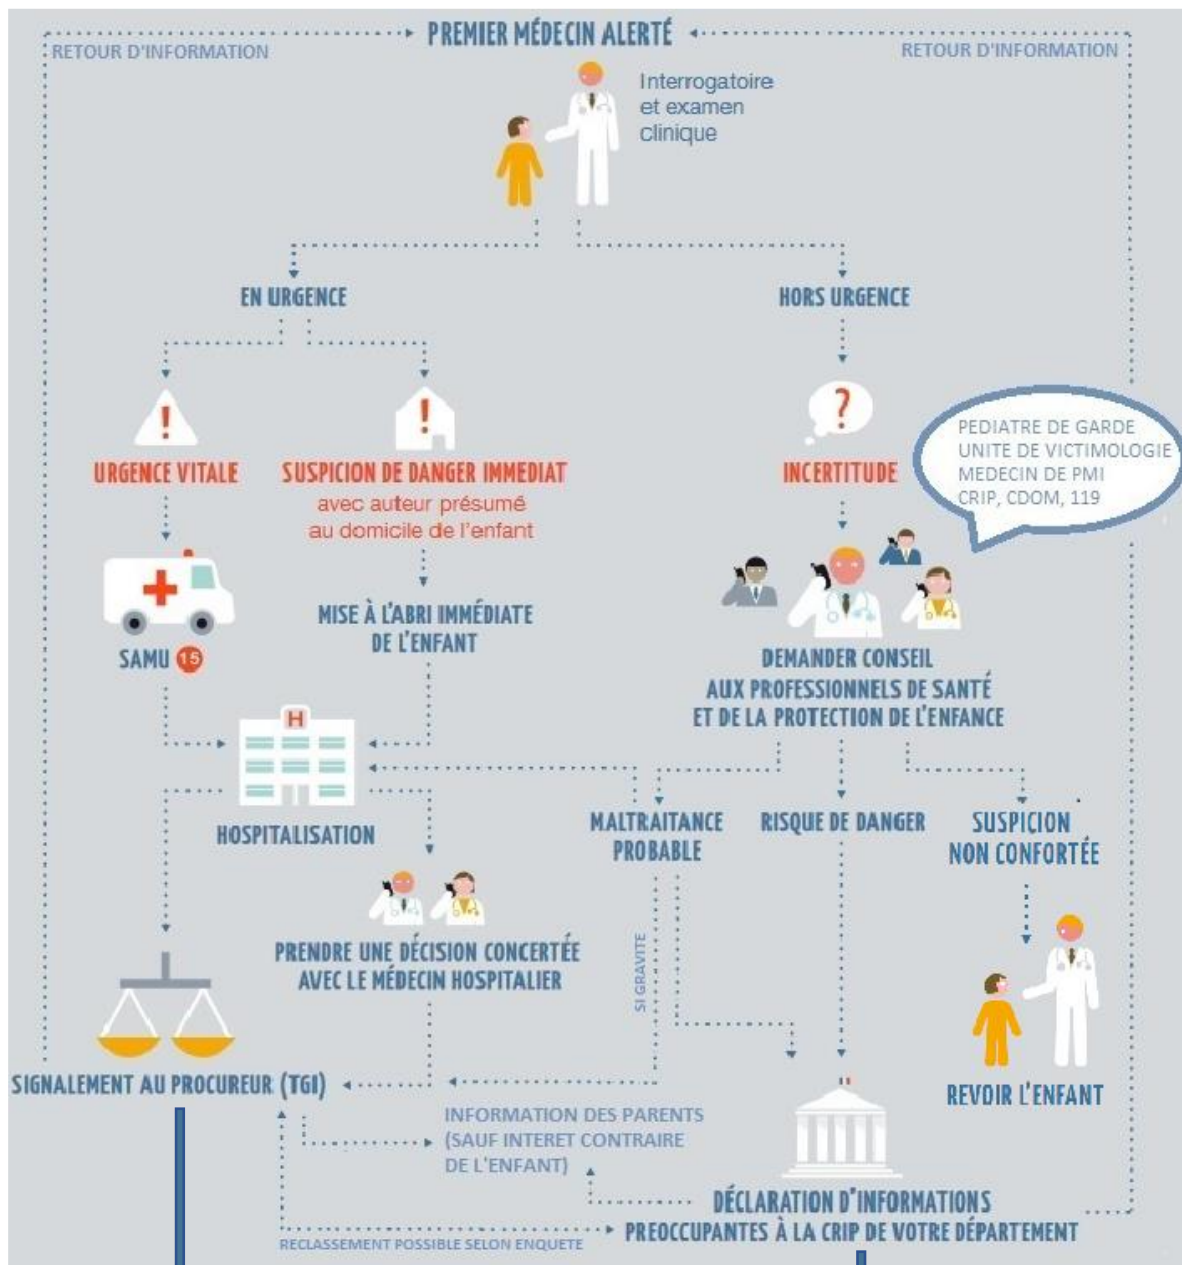 PREMIER MÉDECIN ALERTÉ
RETOUR D'INFORMATION
RETOUR D'INFORMATION
Interrogatoire
et examen
clinique
EN URGENCE
HORS URGENCE
!
!
?
PEDIATRE DE GARDE
UNITE DE VICTIMOLOGIE
MEDECIN DE PMI
CRIP, CDOM, 119
URGENCE VITALE
SUSPICION DE DANGER IMMEDIAT
avec auteur présumé
au domicile de l'enfant
INCERTITUDE
MISE À L'ABRI IMMÉDIATE
DE L'ENFANT
SAMU 15
DEMANDER CONSEIL
AUX PROFESSIONNELS DE SANTÉ
ET DE LA PROTECTION DE L'ENFANCE
H
HOSPITALISATION
MALTRAITANCE
PROBABLE
RISQUE DE DANGER
SUSPICION
NON CONFORTÉE
PRENDRE UNE DÉCISION CONCERTÉE
AVEC LE MÉDECIN HOSPITALIER
SI GRAVITE
SIGNALEMENT AU PROCUREUR (TGI)
REVOIR L'ENFANT
INFORMATION DES PARENTS
(SAUF INTERET CONTRAIRE
DE L'ENFANT)
DÉCLARATION D'INFORMATIONS
PREOCCUPANTES À LA CRIP DE VOTRE DÉPARTEMENT
RECLASSEMENT POSSIBLE SELON ENQUETE